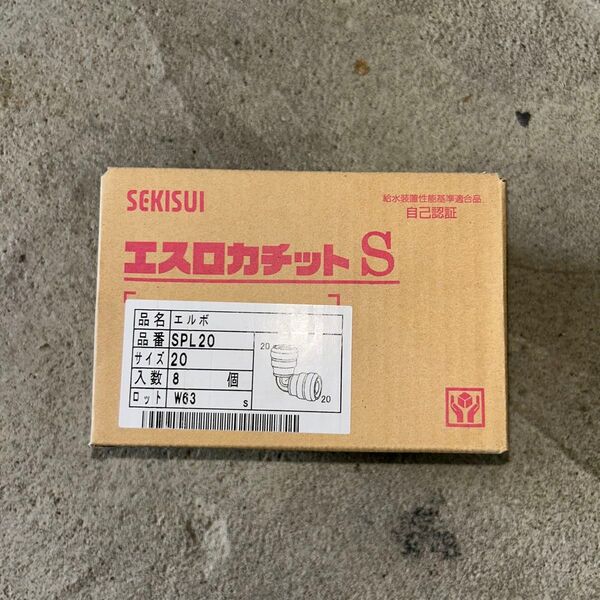 SEKISUI
給水装置性能基準適合品
自己認証
エスロカチットS
品名 エルボ
品番 SPL20
サイズ 20
入数 8 個
ロット W63 S
20
20